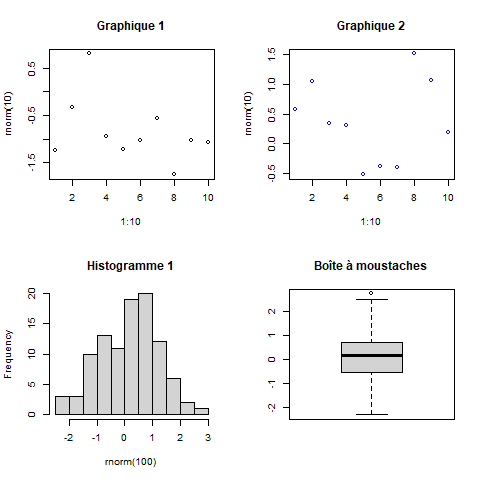 Graphique 1
rnorm(10)
0.5
-0.5
-1.5
2 4 6 8 10
1:10
Graphique 2
rnorm(10)
1.5
1.0
0.5
0.0
-0.5
2 4 6 8 10
1:10
Histogramme 1
Frequency
20
15
10
5
0
-2 -1 0 1 2 3
rnorm(100)
Boîte à moustaches
2
1
0
-1
-2